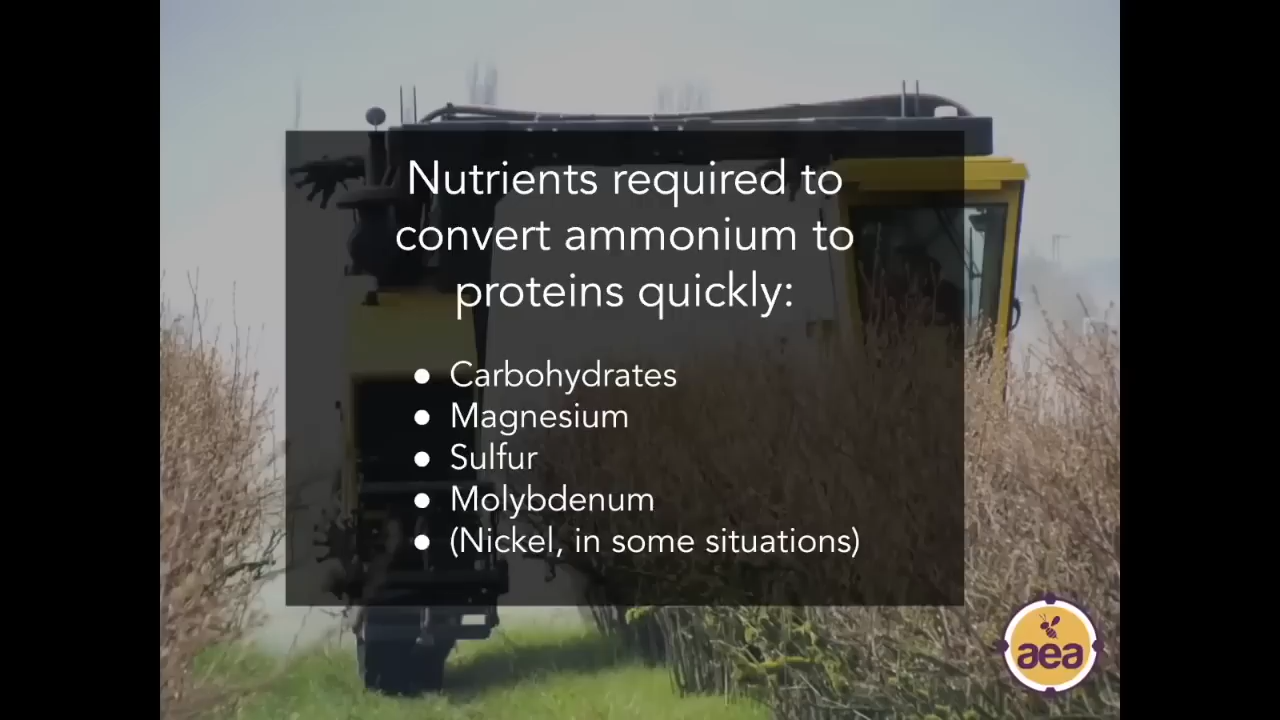 Nutrients required to
convert ammonium to
proteins quickly:
● Carbohydrates
● Magnesium
● Sulfur
● Molybdenum
● (Nickel, in some situations)
aea